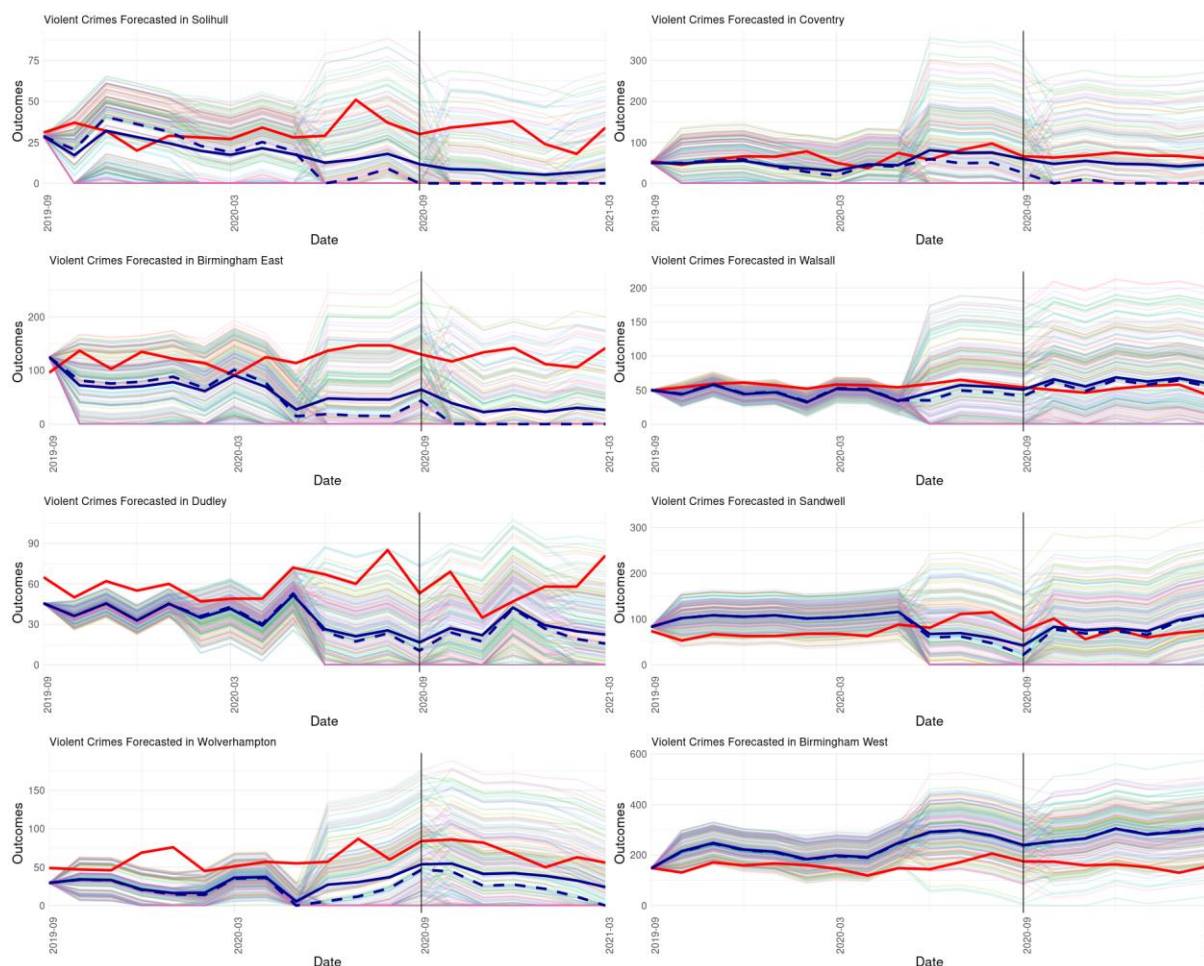 Violent Crimes Forecasted in Solihull
75
50
25
0
Outcomes
2019-09
2020-03
2020-09
2021-03
Date
Violent Crimes Forecasted in Coventry
300
200
100
0
Outcomes
2019-09
2020-03
2020-09
Date
Violent Crimes Forecasted in Birmingham East
200
100
0
Outcomes
2019-09
2020-03
2020-09
2021-03
Date
Violent Crimes Forecasted in Walsall
200
150
100
50
0
Outcomes
2019-09
2020-03
2020-09
Date
Violent Crimes Forecasted in Dudley
90
60
30
0
Outcomes
2019-09
2020-03
2020-09
2021-03
Date
Violent Crimes Forecasted in Sandwell
300
200
100
0
Outcomes
2019-09
2020-03
2020-09
Date
Violent Crimes Forecasted in Wolverhampton
150
100
50
0
Outcomes
2019-09
2020-03
2020-09
2021-03
Date
Violent Crimes Forecasted in Birmingham West
600
400
200
0
Outcomes
2019-09
2020-03
2020-09
Date